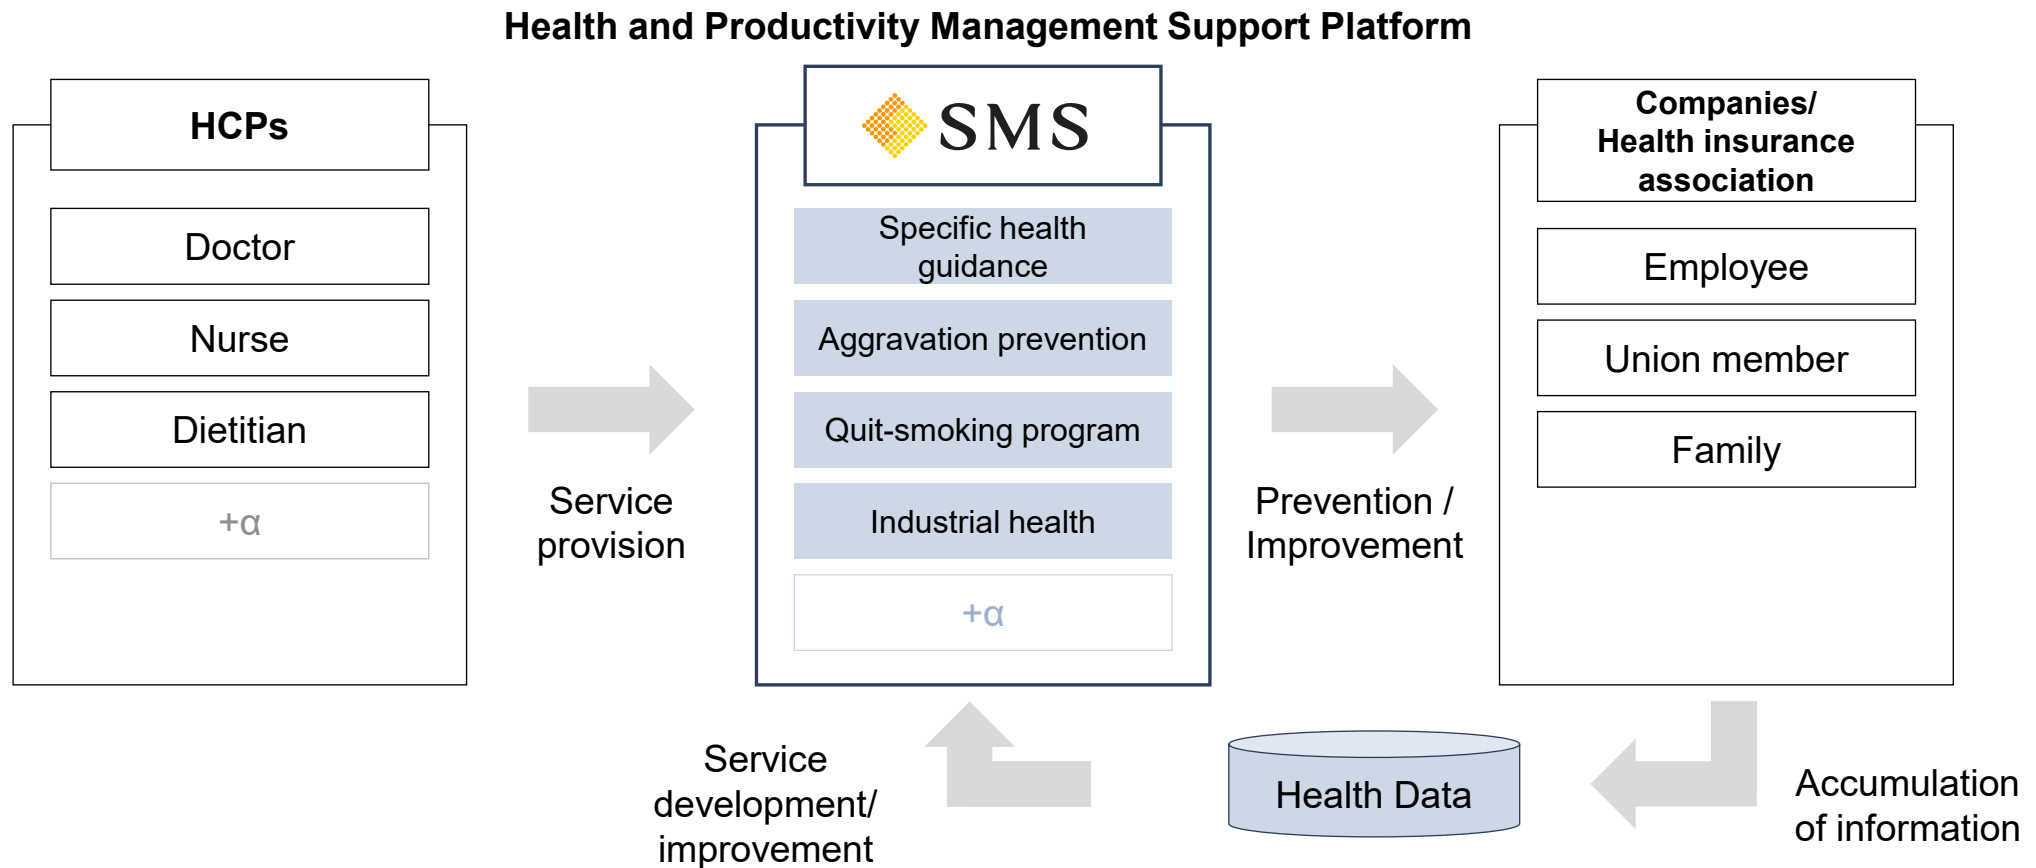 Health and Productivity Management Support Platform
HCPs
Doctor
Nurse
Dietitian
+α
Service
provision
SMS
Specific health
guidance
Aggravation prevention
Quit-smoking program
Industrial health
+α
Prevention /
Improvement
Companies/
Health insurance
association
Employee
Union member
Family
Accumulation
of information
Health Data
Service
development/
improvement